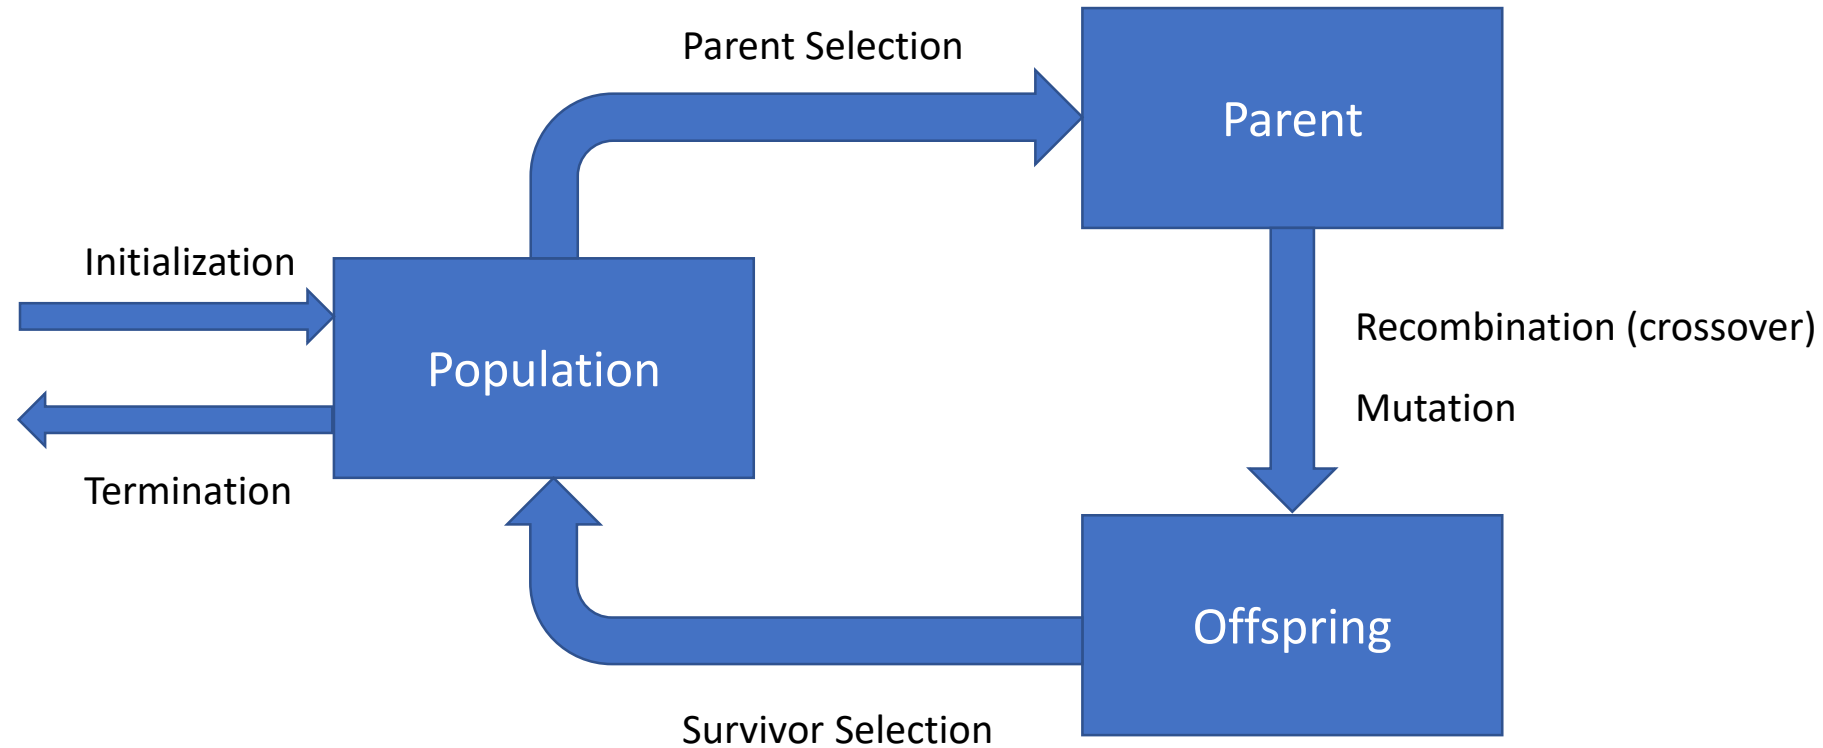 Parent Selection
Parent
Initialization
Population
Recombination (crossover)
Mutation
Termination
Offspring
Survivor Selection